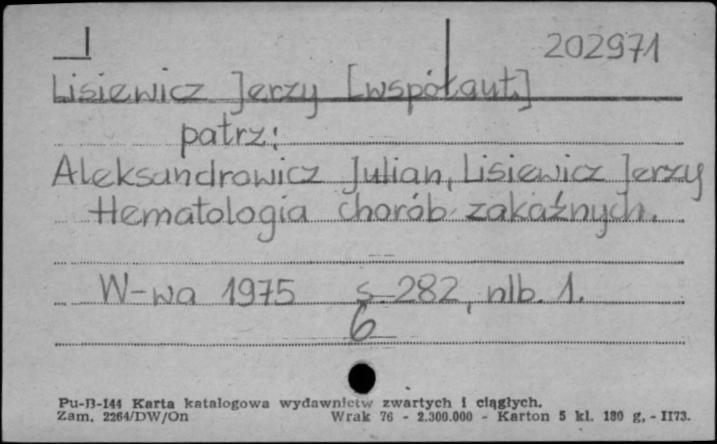 202971
Lisiewicz Jerzy [współaut.]
patrz:
Aleksandrowicz Julian, Lisiewicz Jerzy
Hematologia chorób zakaźnych.
W-wa 1975 s. 282, nlb. 1.
6
Pu-B-144 Karta katalogowa wydawnictw zwartych i ciągłych.
Zam. 2264/DW/On Wrak 76 - 2.300.000 - Karton 5 kl. 180 g. - II73.